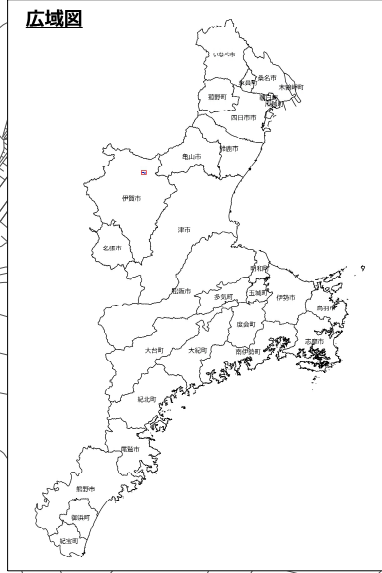 広域図
いなべ市
桑名市
木曽岬町
東員町
菰野町
朝日町
川越町
四日市市
鈴鹿市
亀山市
伊賀市
津市
名張市
松阪市
明和町
多気町
玉城町
伊勢市
鳥羽市
度会町
志摩市
大台町
大紀町
南伊勢町
紀北町
尾鷲市
熊野市
御浜町
紀宝町